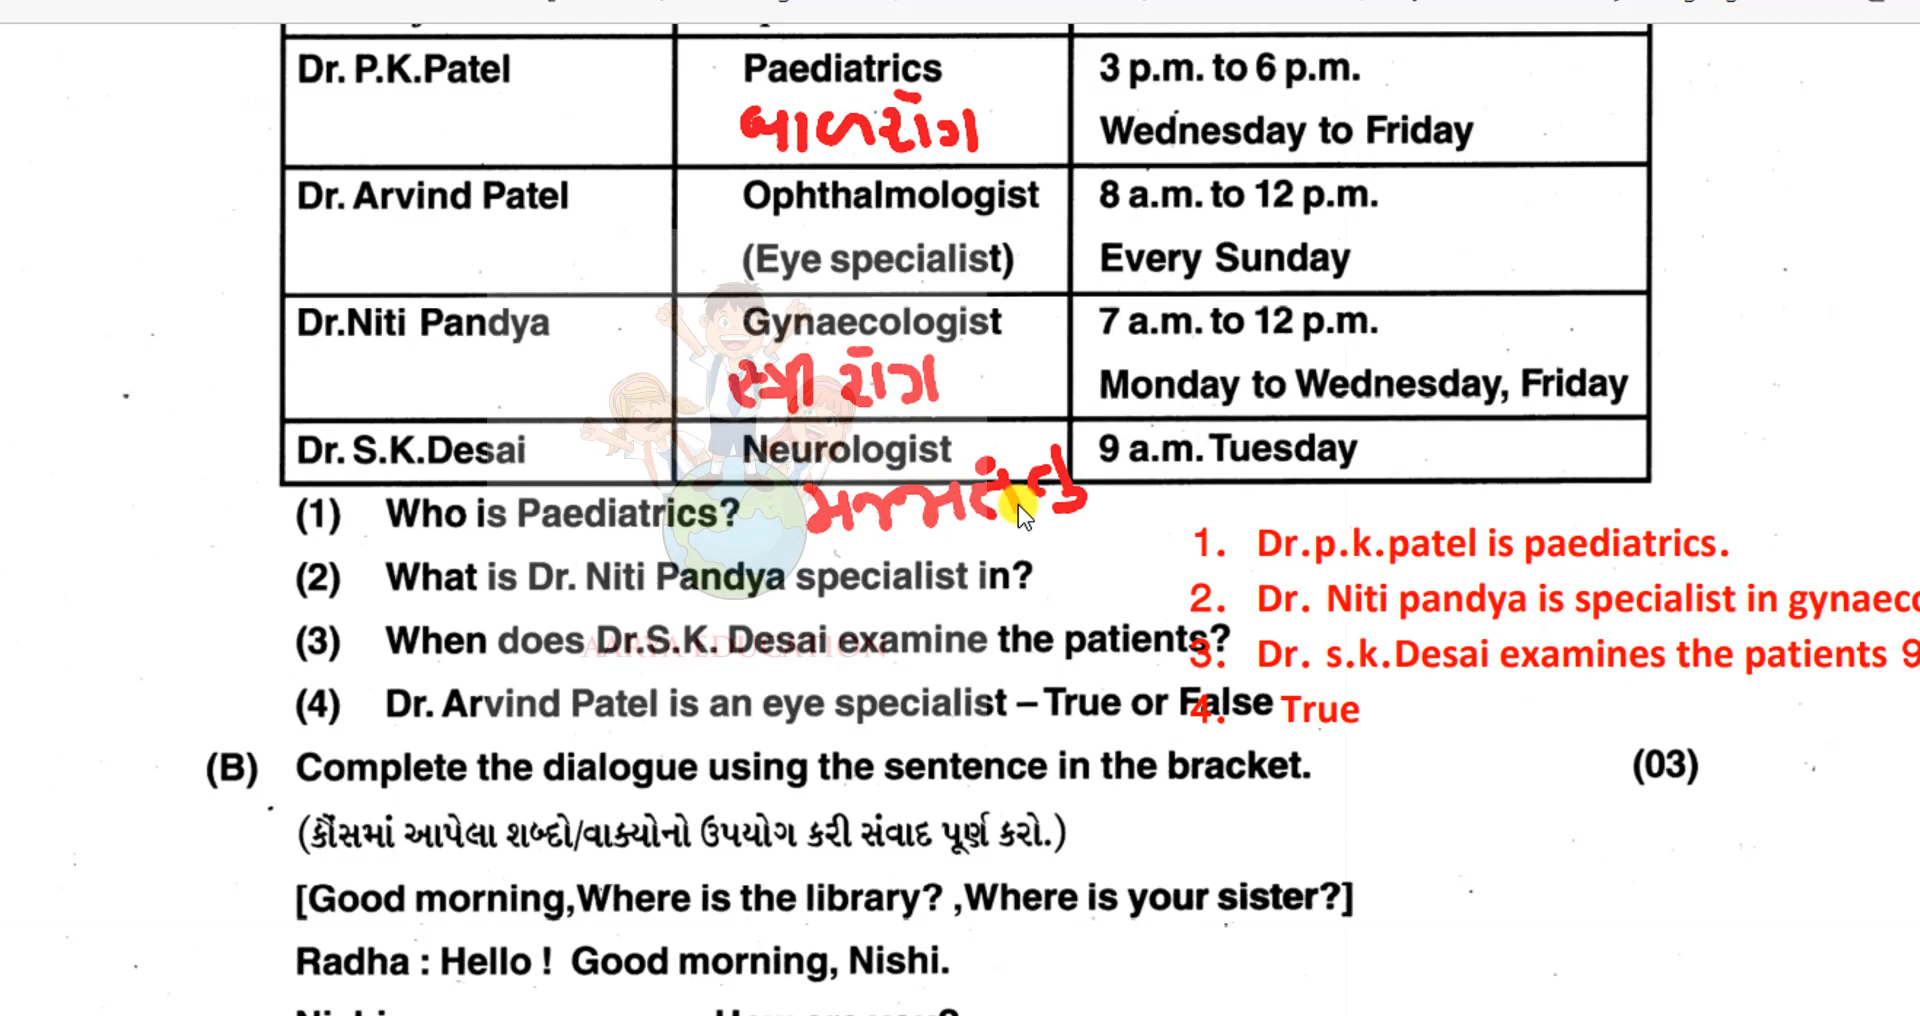 Dr. P.K.Patel Paediatrics 3 p.m. to 6 p.m.
બાળરોગ Wednesday to Friday
Dr. Arvind Patel Ophthalmologist 8 a.m. to 12 p.m.
(Eye specialist) Every Sunday
Dr.Niti Pandya Gynaecologist 7 a.m. to 12 p.m.
સ્ત્રી રોગ Monday to Wednesday, Friday
Dr. S.K.Desai Neurologist 9 a.m. Tuesday
(1) Who is Paediatrics?
1. Dr.p.k.patel is paediatrics.
(2) What is Dr. Niti Pandya specialist in?
2. Dr. Niti pandya is specialist in gynaec
(3) When does Dr.S.K. Desai examine the patients?
3. Dr. s.k.Desai examines the patients 9
(4) Dr. Arvind Patel is an eye specialist – True or False
4. True
AARYA EDUCATION
(B) Complete the dialogue using the sentence in the bracket. (03)
(કૌંસમાં આપેલા શબ્દો/વાક્યોનો ઉપયોગ કરી સંવાદ પૂર્ણ કરો.)
[Good morning,Where is the library? ,Where is your sister?]
Radha : Hello ! Good morning, Nishi.
How are you?